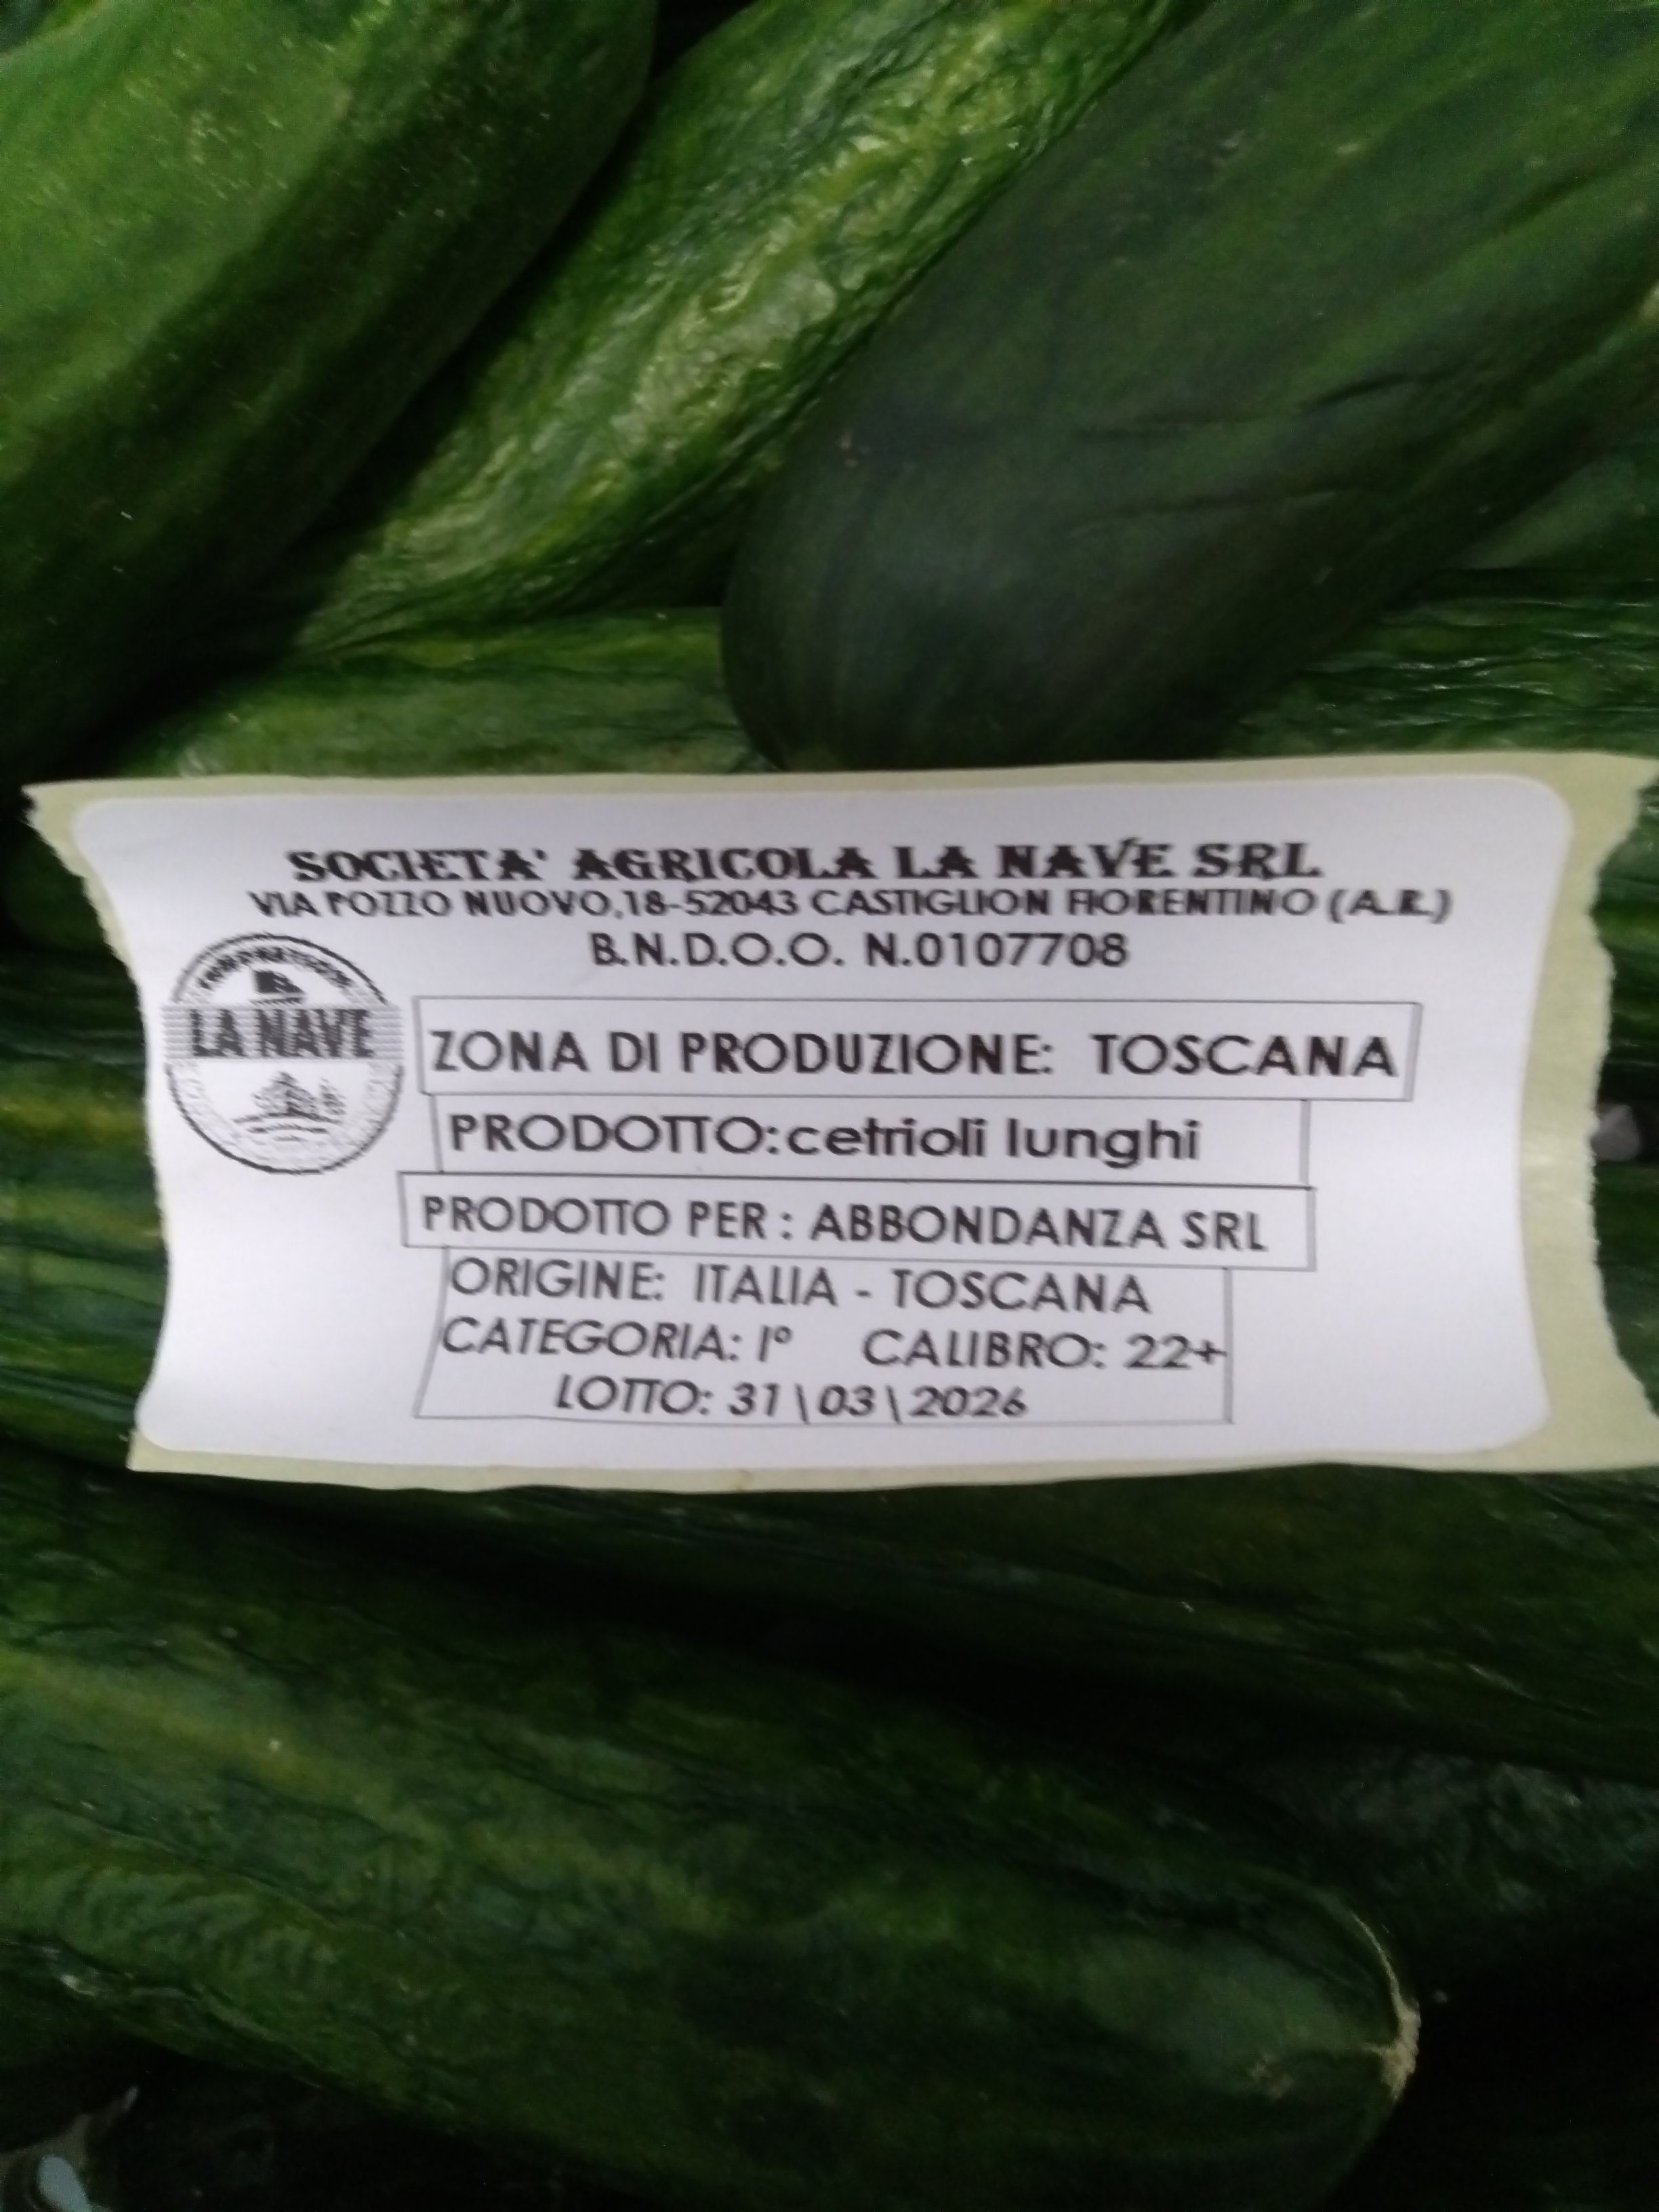 SOCIETA' AGRICOLA LA NAVE SRL
VIA POZZO NUOVO,18-52043 CASTIGLION FIORENTINO (A.R.)
B.N.D.O.O. N.0107708
LA NAVE
ZONA DI PRODUZIONE: TOSCANA
PRODOTTO:cetrioli lunghi
PRODOTTO PER : ABBONDANZA SRL
ORIGINE: ITALIA - TOSCANA
CATEGORIA: I° CALIBRO: 22+
LOTTO: 31\03\2026